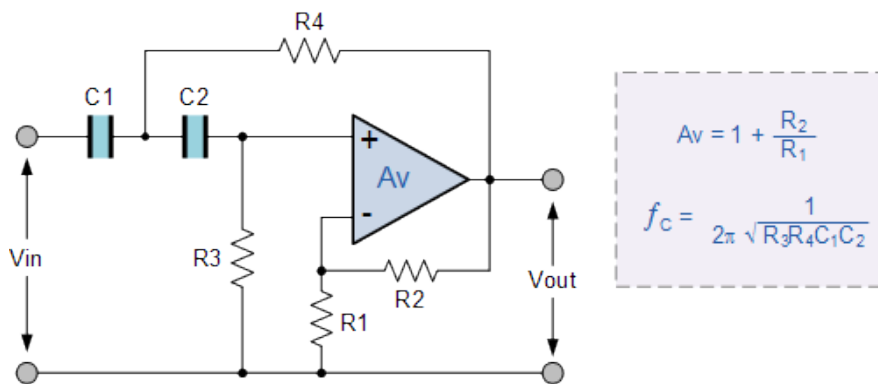 R4
C1
C2
+
Av
-
Vin
R3
R2
R1
Vout
Av = 1 + R2/R1
fC = 1/(2π √(R3R4C1C2))